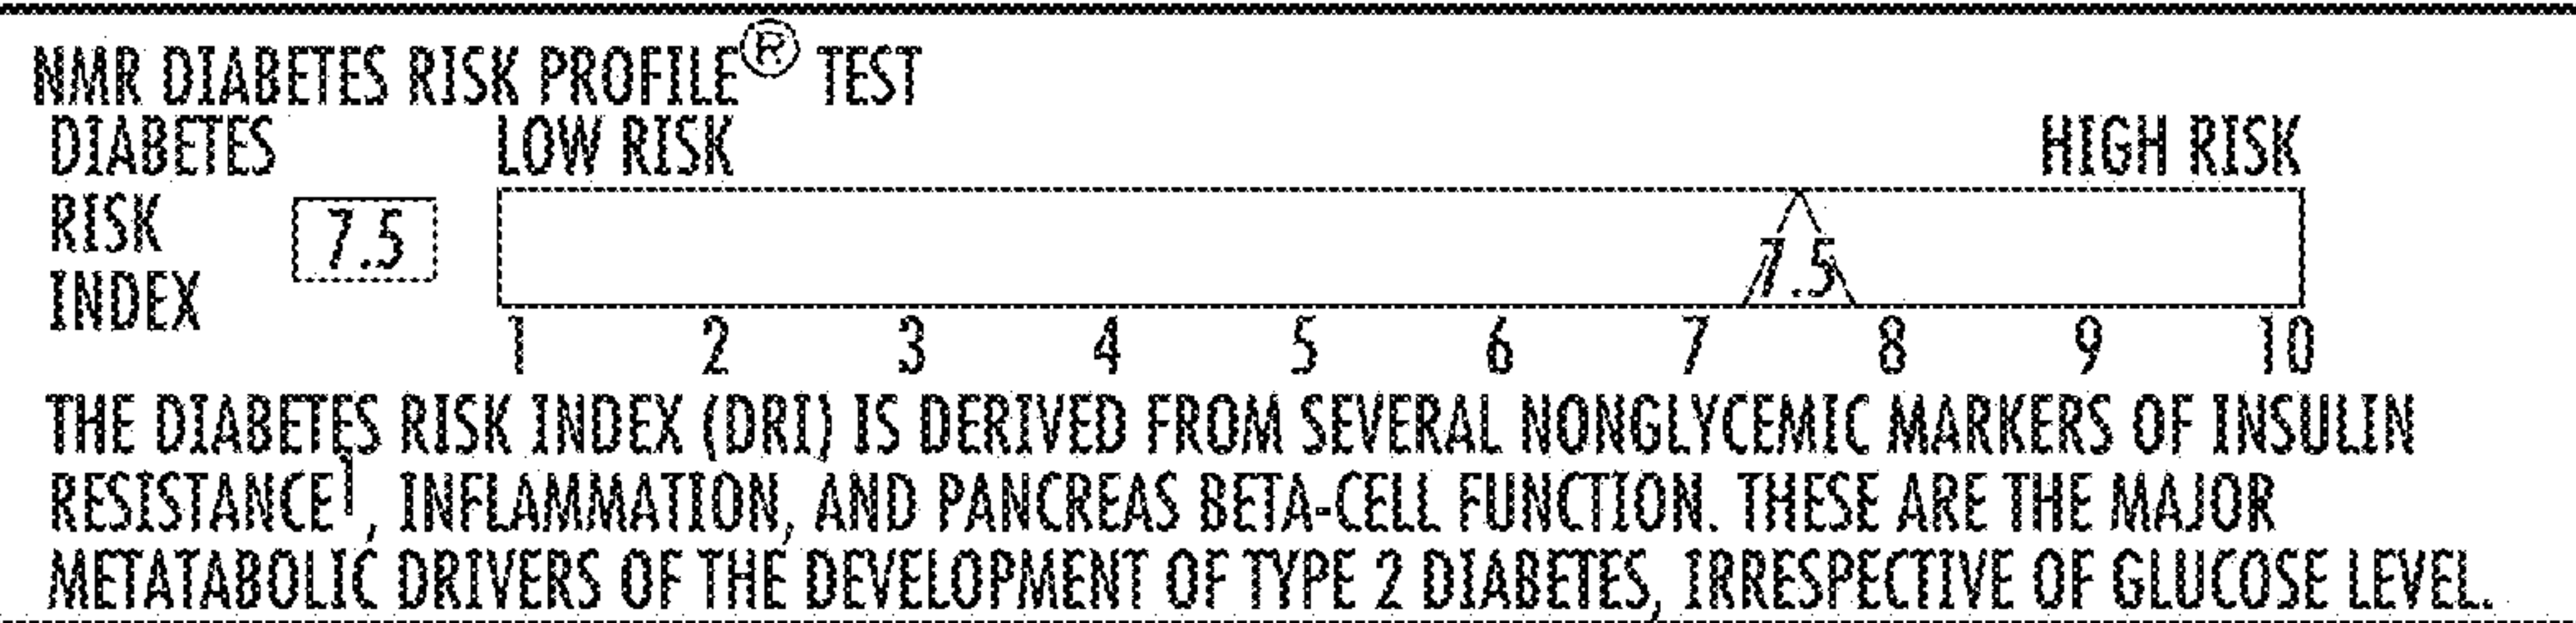 NMR DIABETES RISK PROFILE® TEST
DIABETES LOW RISK HIGH RISK
RISK 7.5 7.5
INDEX
1 2 3 4 5 6 7 8 9 10
THE DIABETES RISK INDEX (DRI) IS DERIVED FROM SEVERAL NONGLYCEMIC MARKERS OF INSULIN
RESISTANCE¹, INFLAMMATION, AND PANCREAS BETA-CELL FUNCTION. THESE ARE THE MAJOR
METATABOLIC DRIVERS OF THE DEVELOPMENT OF TYPE 2 DIABETES, IRRESPECTIVE OF GLUCOSE LEVEL.